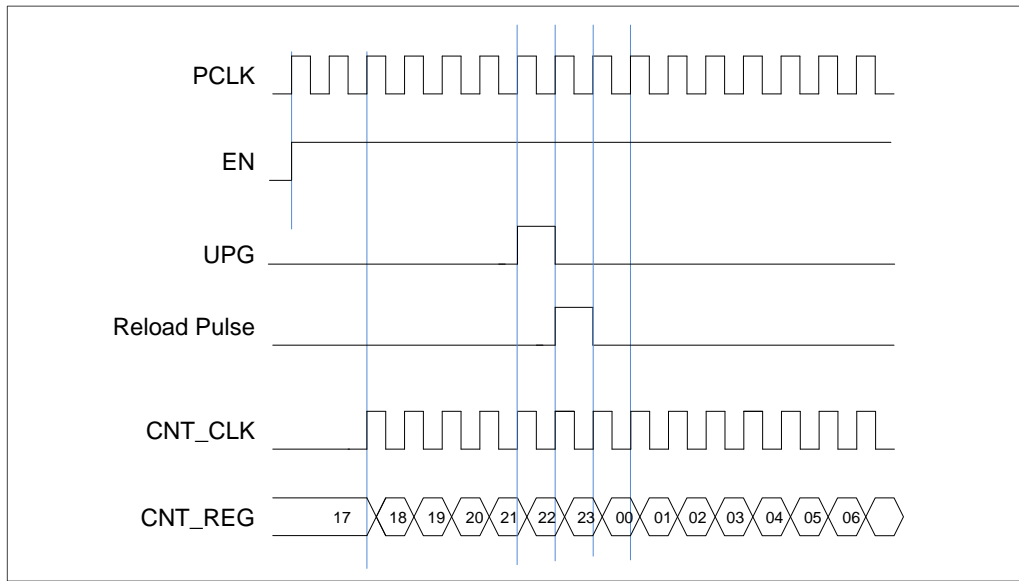 PCLK
EN
UPG
Reload Pulse
CNT_CLK
CNT_REG 17 18 19 20 21 22 23 00 01 02 03 04 05 06